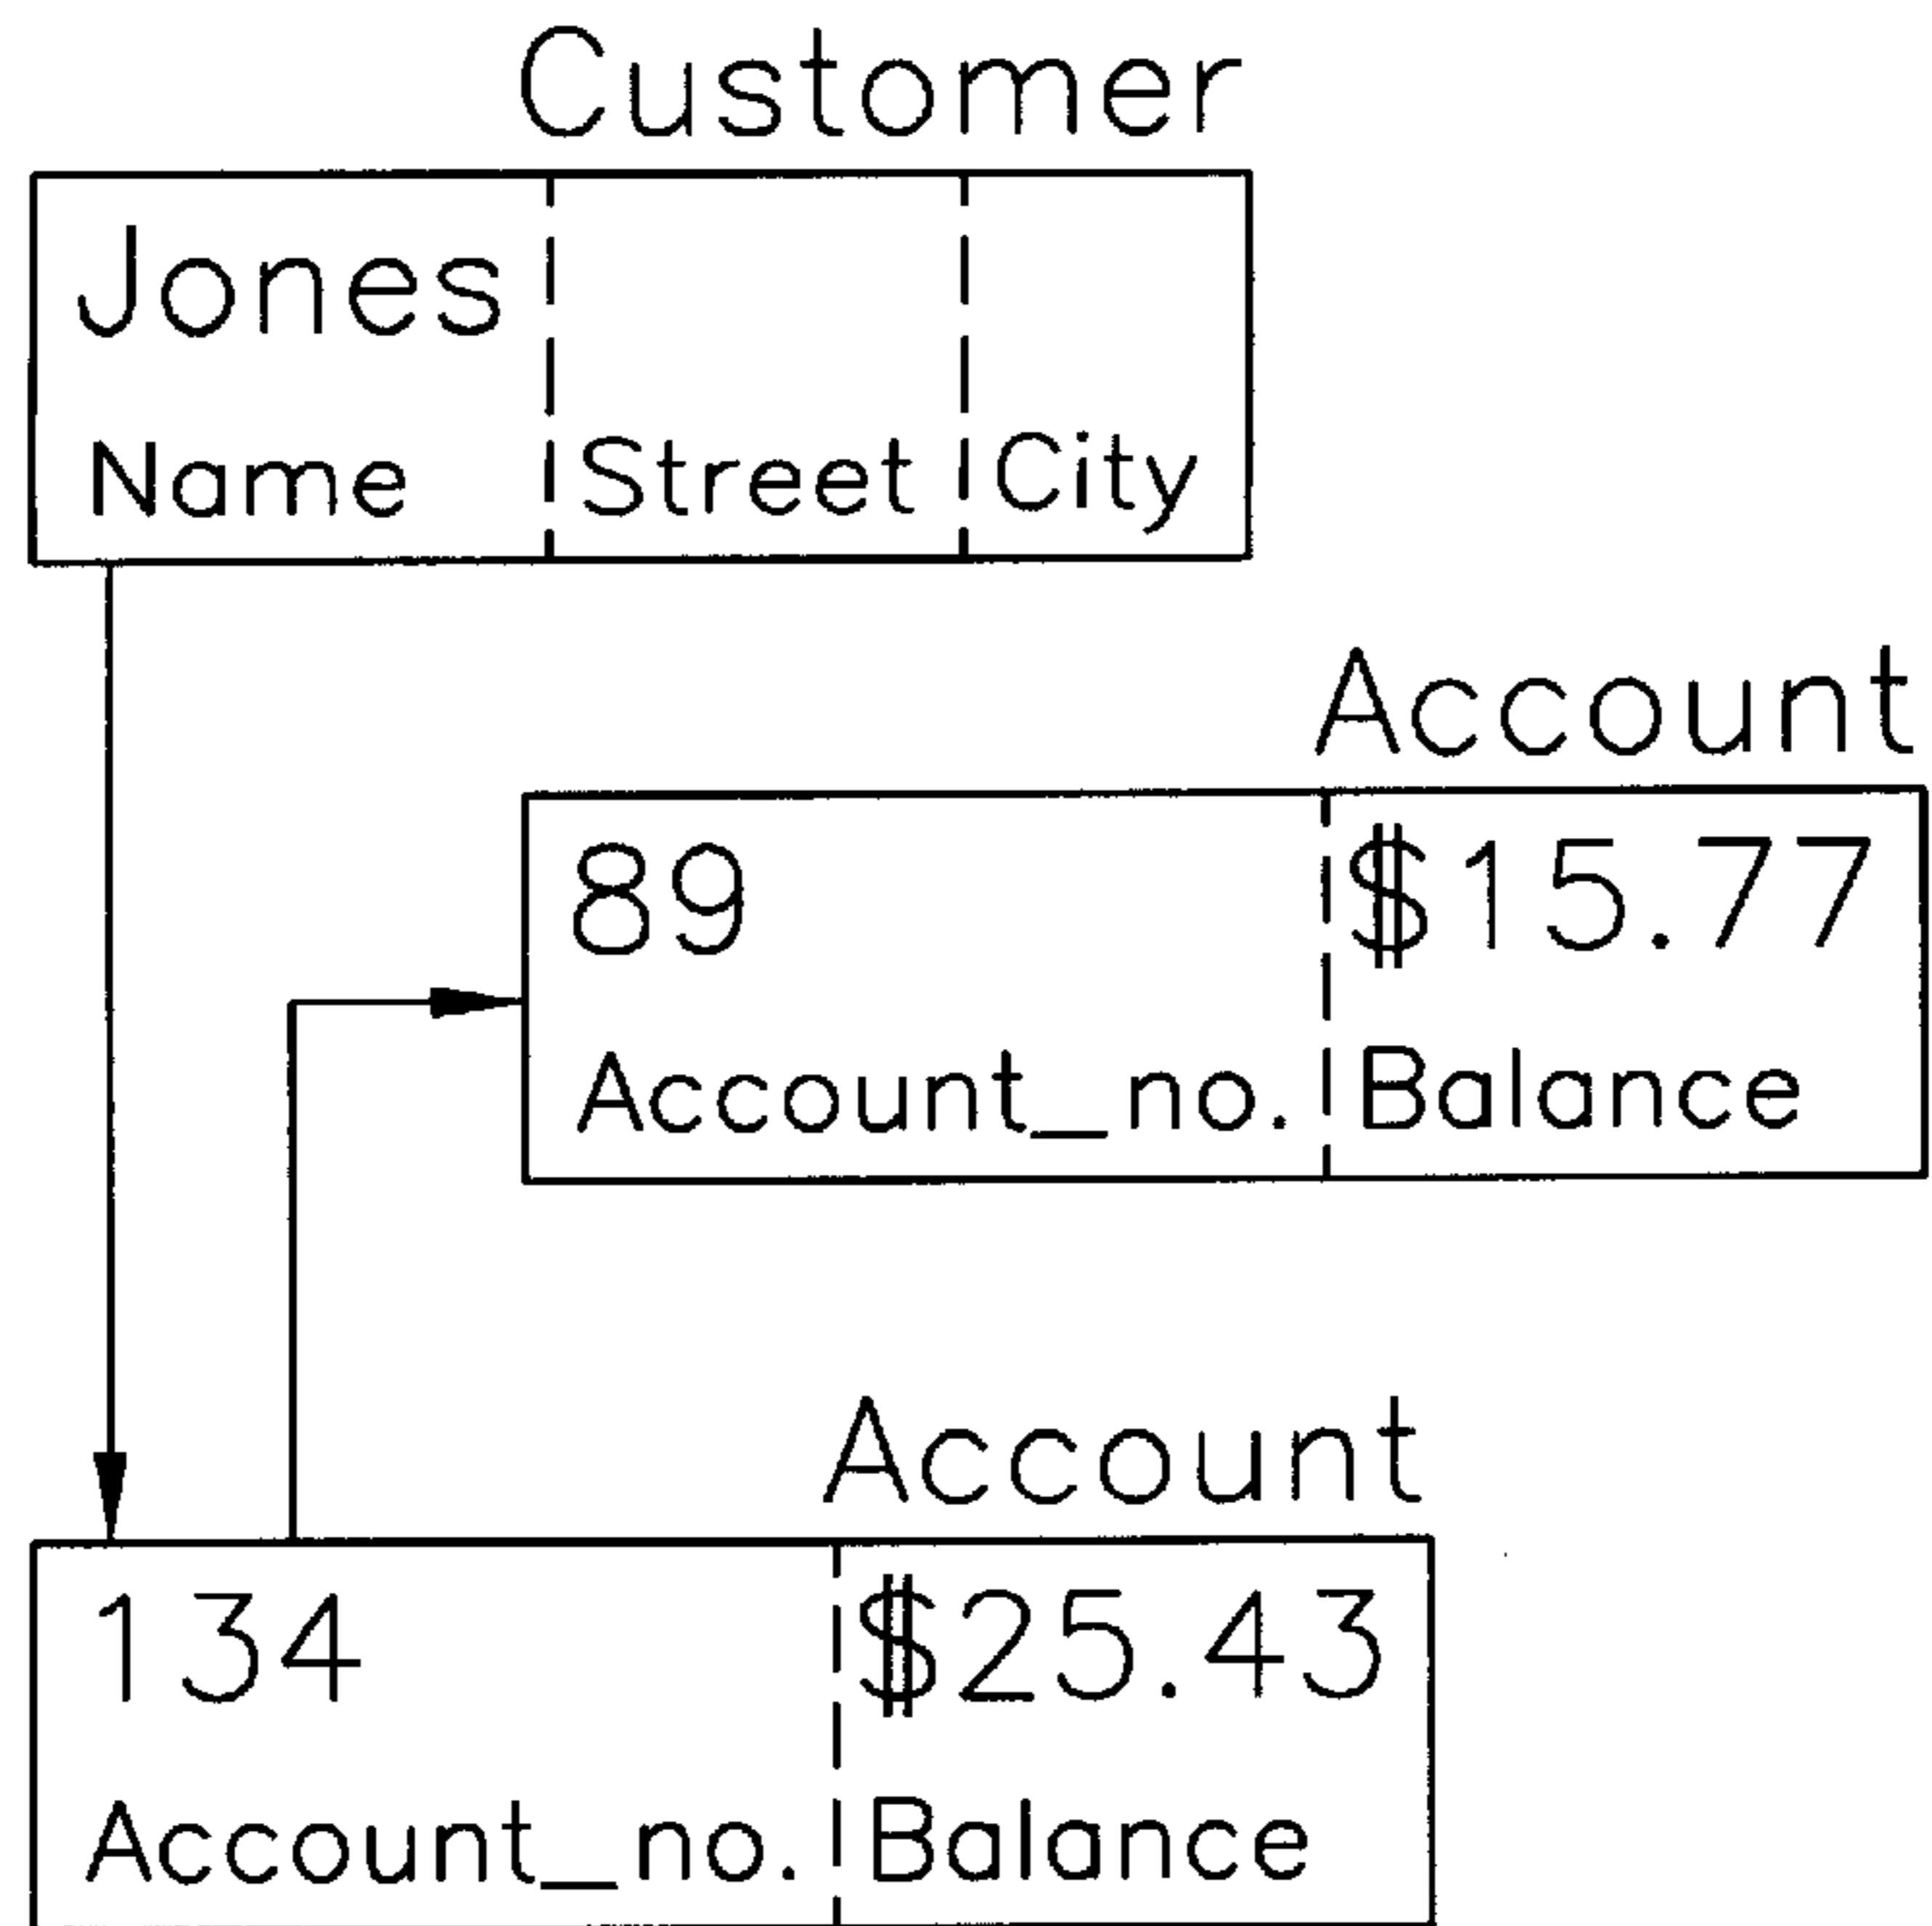 Customer
Jones
Name Street City
Account
89 $15.77
Account_no. Balance
Account
134 $25.43
Account_no. Balance